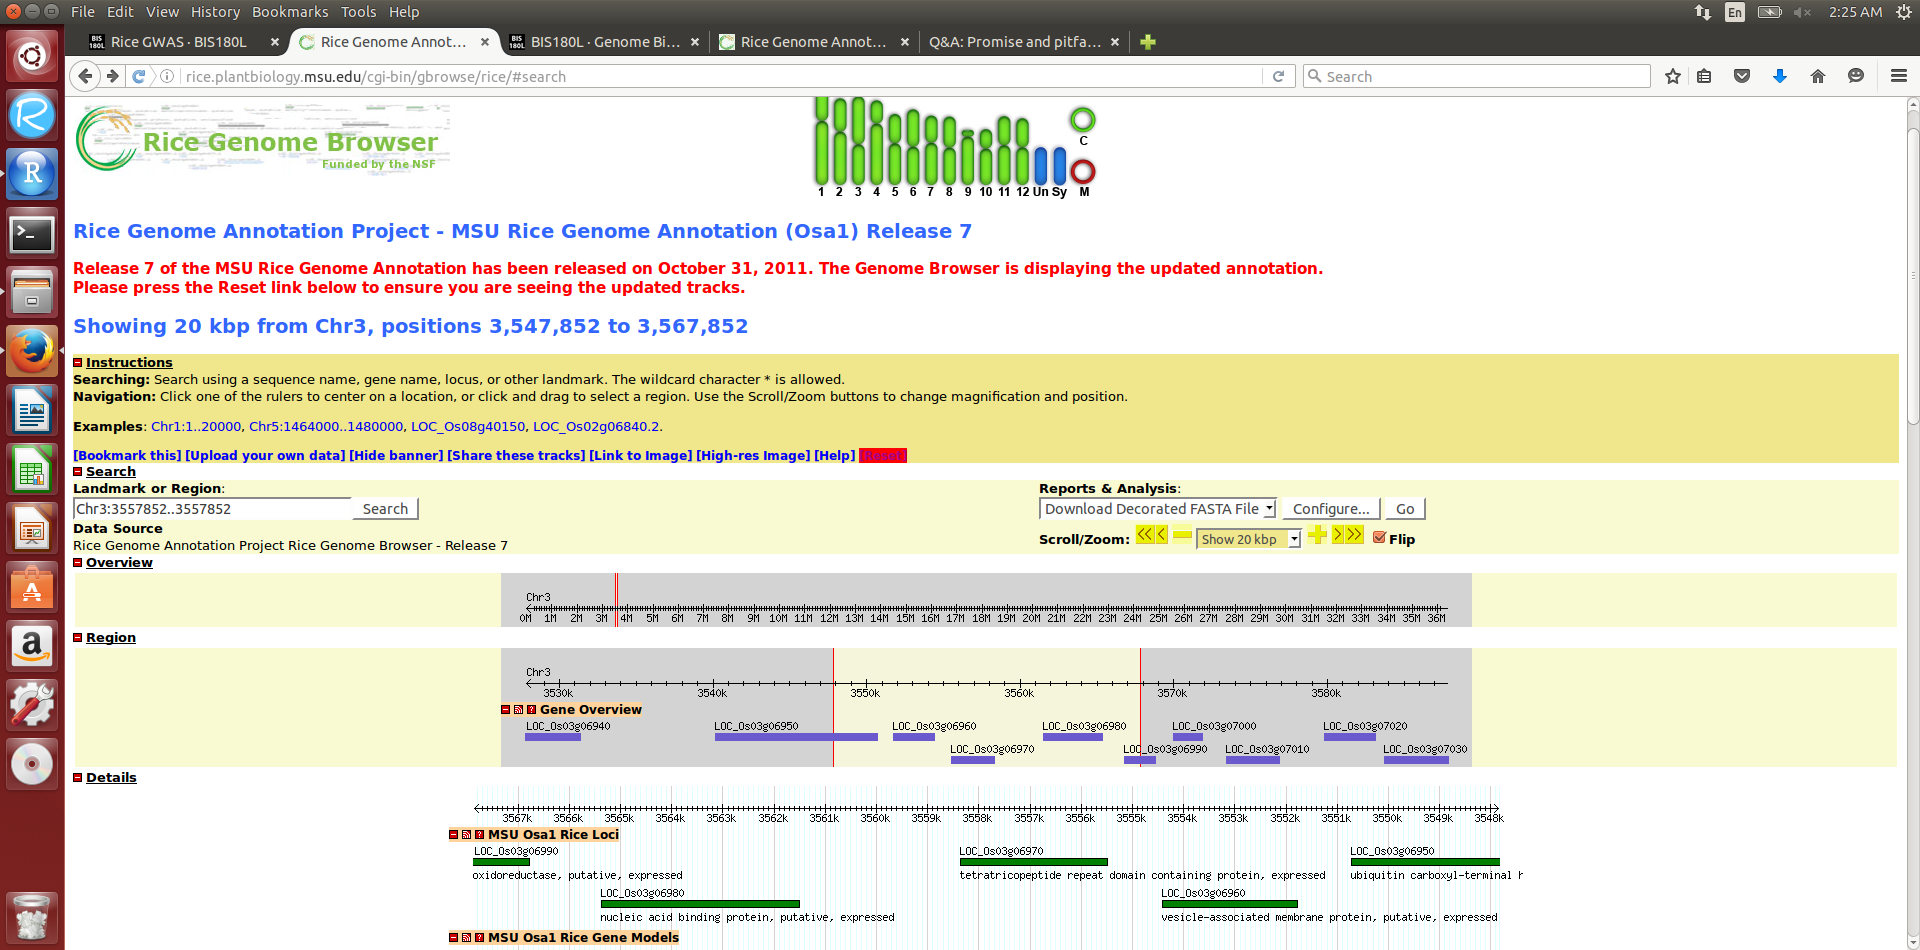 File Edit View History Bookmarks Tools Help En 2:25 AM
BIS 180L Rice GWAS · BIS180L × Rice Genome Annot... × BIS 180L BIS180L · Genome Bi... × Rice Genome Annot... × Q&A: Promise and pitfa... ×
rice.plantbiology.msu.edu/cgi-bin/gbrowse/rice/#search Search
Rice Genome Browser
Funded by the NSF
C
1 2 3 4 5 6 7 8 9 10 11 12 Un Sy M
Rice Genome Annotation Project - MSU Rice Genome Annotation (Osa1) Release 7
Release 7 of the MSU Rice Genome Annotation has been released on October 31, 2011. The Genome Browser is displaying the updated annotation.
Please press the Reset link below to ensure you are seeing the updated tracks.
Showing 20 kbp from Chr3, positions 3,547,852 to 3,567,852
Instructions
Searching: Search using a sequence name, gene name, locus, or other landmark. The wildcard character * is allowed.
Navigation: Click one of the rulers to center on a location, or click and drag to select a region. Use the Scroll/Zoom buttons to change magnification and position.
Examples: Chr1:1..20000, Chr5:1464000..1480000, LOC_Os08g40150, LOC_Os02g06840.2.
[Bookmark this] [Upload your own data] [Hide banner] [Share these tracks] [Link to Image] [High-res Image] [Help] [Reset]
Search
Landmark or Region: Reports & Analysis:
Chr3:3557852..3557852 Search Download Decorated FASTA File Configure... Go
Data Source
Rice Genome Annotation Project Rice Genome Browser - Release 7 Scroll/Zoom: << < Show 20 kbp > >> Flip
Overview
Chr3
0M 1M 2M 3M 4M 5M 6M 7M 8M 9M 10M 11M 12M 13M 14M 15M 16M 17M 18M 19M 20M 21M 22M 23M 24M 25M 26M 27M 28M 29M 30M 31M 32M 33M 34M 35M 36M
Region
Chr3
3530k 3540k 3550k 3560k 3570k 3580k
Gene Overview
LOC_Os03g06940 LOC_Os03g06950 LOC_Os03g06960 LOC_Os03g06980 LOC_Os03g07000 LOC_Os03g07020
LOC_Os03g06970 LOC_Os03g06990 LOC_Os03g07010 LOC_Os03g07030
Details
3567k 3566k 3565k 3564k 3563k 3562k 3561k 3560k 3559k 3558k 3557k 3556k 3555k 3554k 3553k 3552k 3551k 3550k 3549k 3548k
MSU Osa1 Rice Loci
LOC_Os03g06990 LOC_Os03g06970 LOC_Os03g06950
oxidoreductase, putative, expressed tetratricopeptide repeat domain containing protein, expressed ubiquitin carboxyl-terminal h
LOC_Os03g06980 LOC_Os03g06960
nucleic acid binding protein, putative, expressed vesicle-associated membrane protein, putative, expressed
MSU Osa1 Rice Gene Models